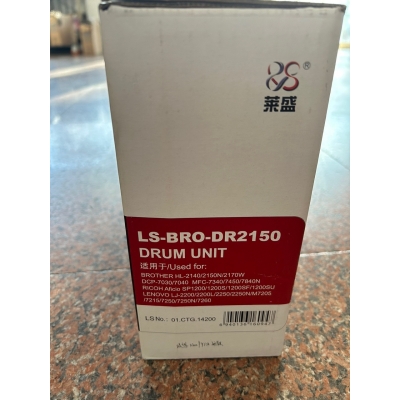 ®
莱盛
LS-BRO-DR2150
DRUM UNIT
适用于/Used for:
BROTHER HL-2140/2150N/2170W
DCP-7030/7040 MFC-7340/7450/7840N
RICOH Aficio SP1200/1200S/1200SF/1200SU
LENOVO LJ-2200/2200L/2250/2250N/M7205
/7215/7250/7250N/7260
LS No.: 01.CTG.14200